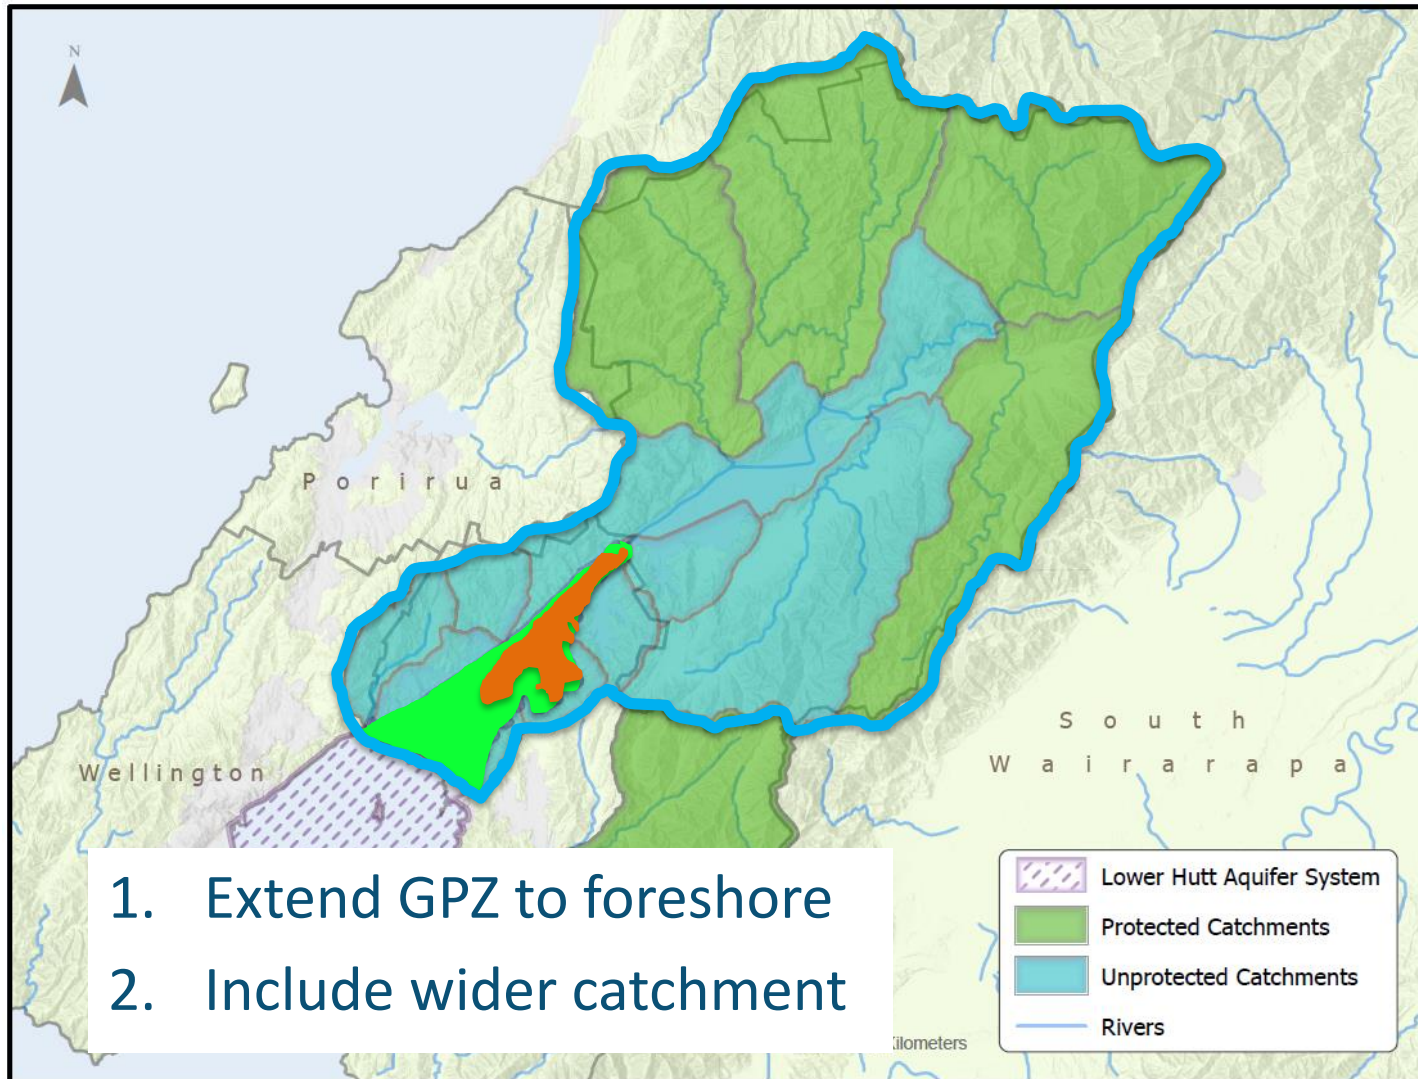 N
Porirua
Wellington
South
Wairarapa
1. Extend GPZ to foreshore
2. Include wider catchment
Kilometers
Lower Hutt Aquifer System
Protected Catchments
Unprotected Catchments
Rivers